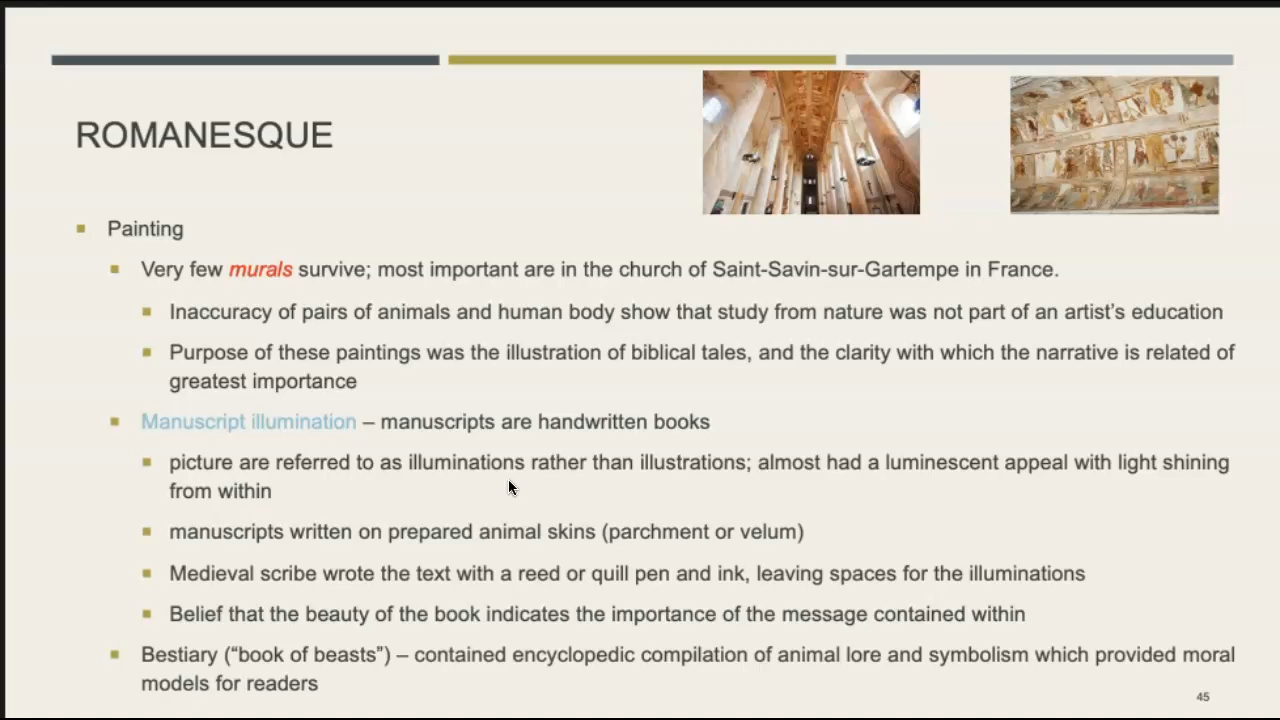 ROMANESQUE
Painting
Very few murals survive; most important are in the church of Saint-Savin-sur-Gartempe in France.
Inaccuracy of pairs of animals and human body show that study from nature was not part of an artist's education
Purpose of these paintings was the illustration of biblical tales, and the clarity with which the narrative is related of
greatest importance
Manuscript illumination – manuscripts are handwritten books
picture are referred to as illuminations rather than illustrations; almost had a luminescent appeal with light shining
from within
manuscripts written on prepared animal skins (parchment or velum)
Medieval scribe wrote the text with a reed or quill pen and ink, leaving spaces for the illuminations
Belief that the beauty of the book indicates the importance of the message contained within
Bestiary (“book of beasts”) – contained encyclopedic compilation of animal lore and symbolism which provided moral
models for readers
45